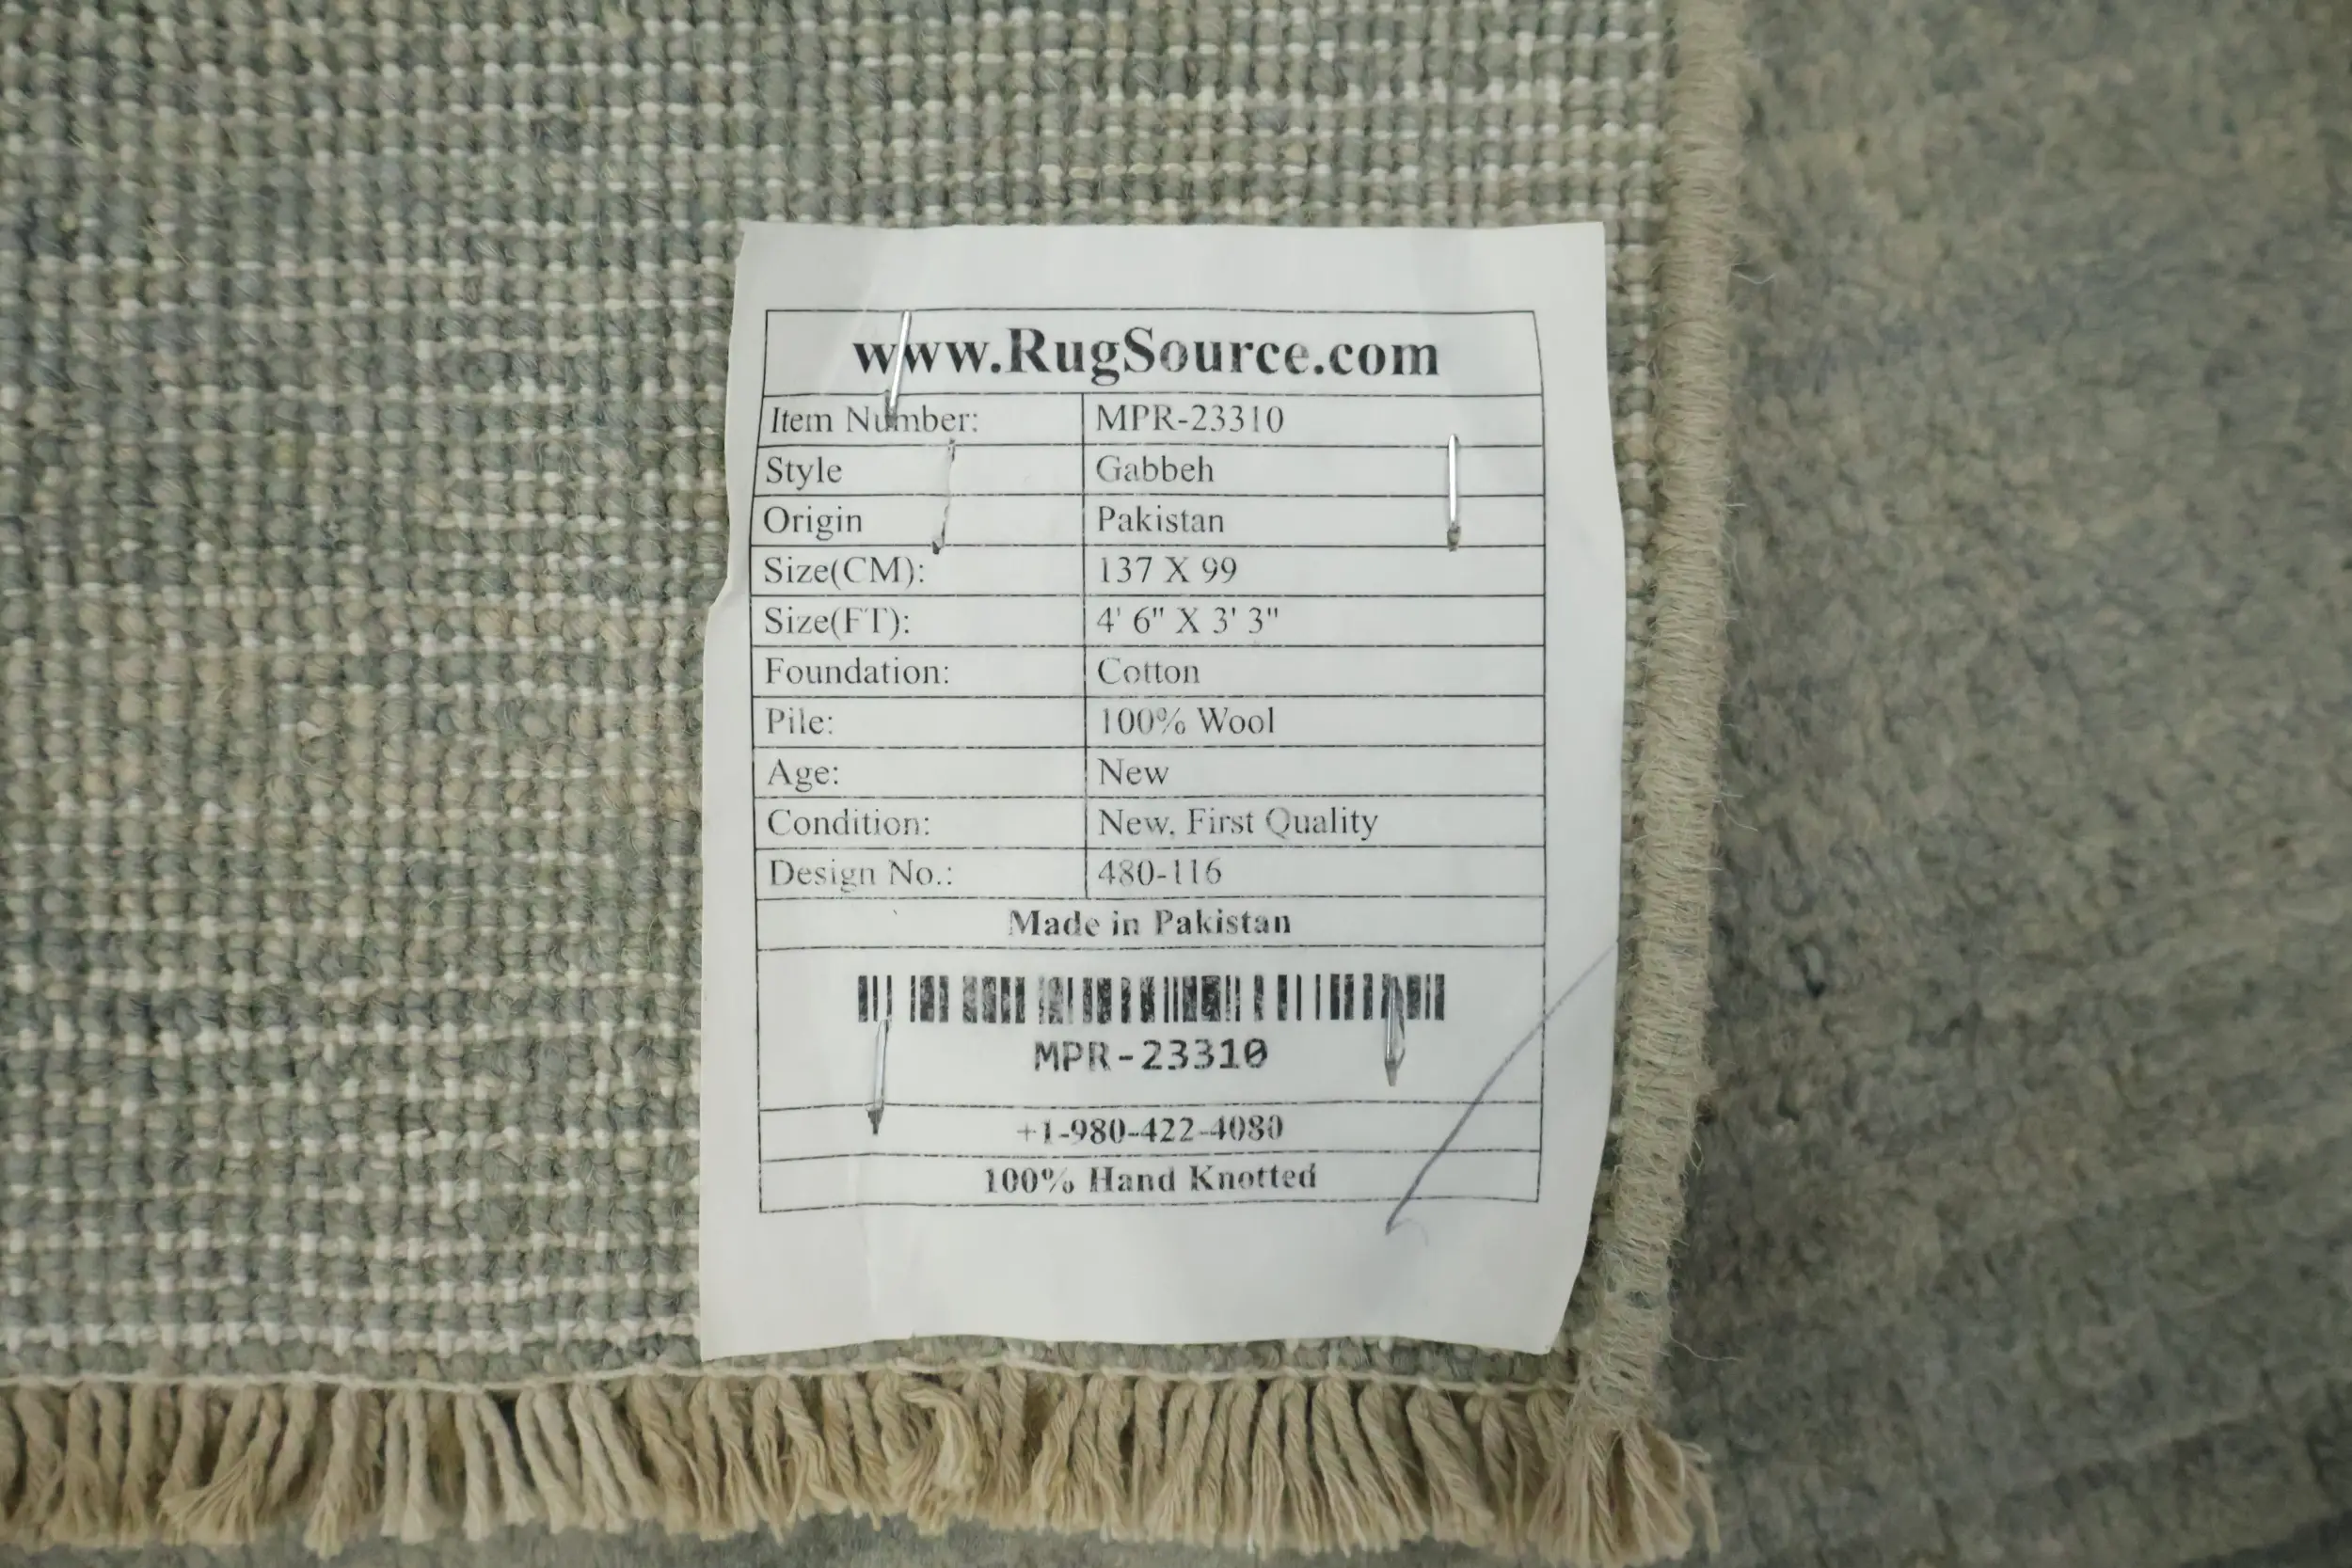 www.RugSource.com
Item Number: MPR-23310
Style Gabbeh
Origin Pakistan
Size(CM): 137 X 99
Size(FT): 4' 6" X 3' 3"
Foundation: Cotton
Pile: 100% Wool
Age: New
Condition: New, First Quality
Design No.: 480-116
Made in Pakistan
MPR-23310
+1-980-422-4080
100% Hand Knotted